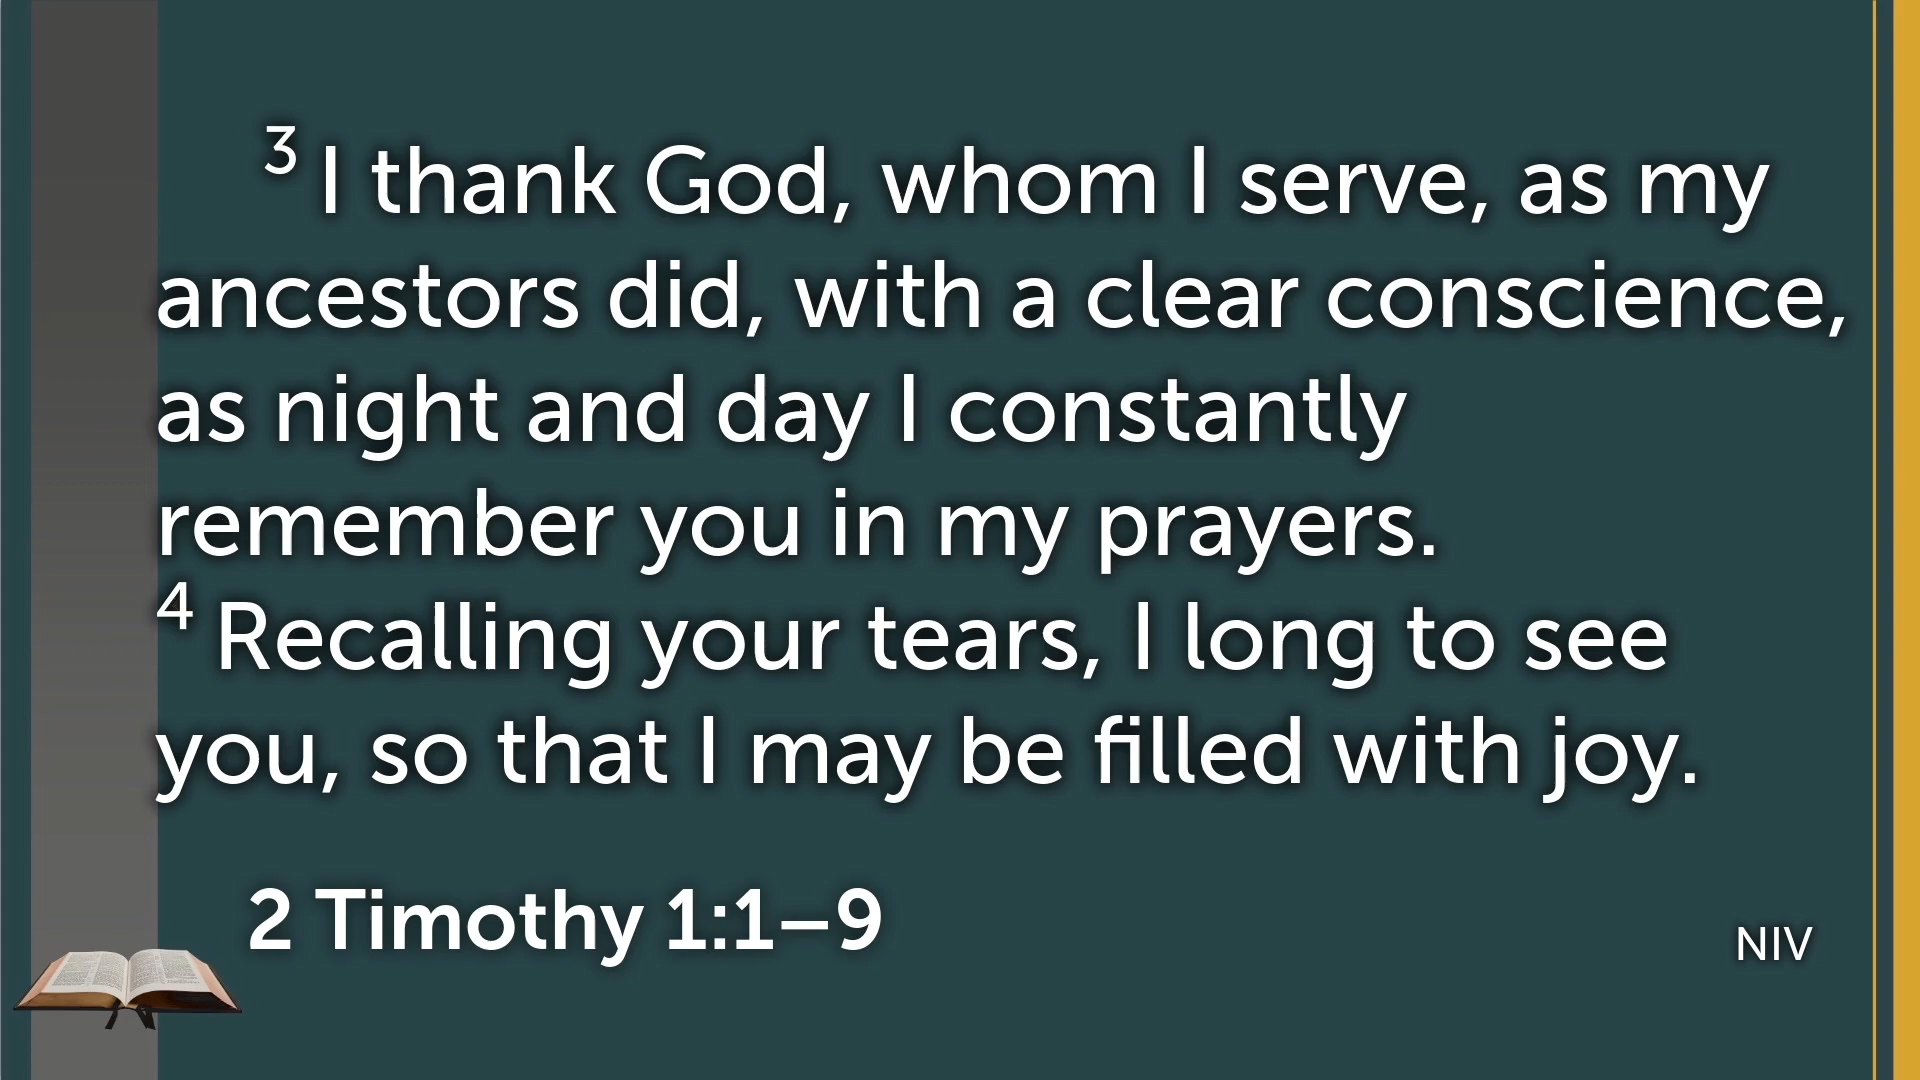 3 I thank God, whom I serve, as my
ancestors did, with a clear conscience,
as night and day I constantly
remember you in my prayers.
4 Recalling your tears, I long to see
you, so that I may be filled with joy.
2 Timothy 1:1–9
NIV